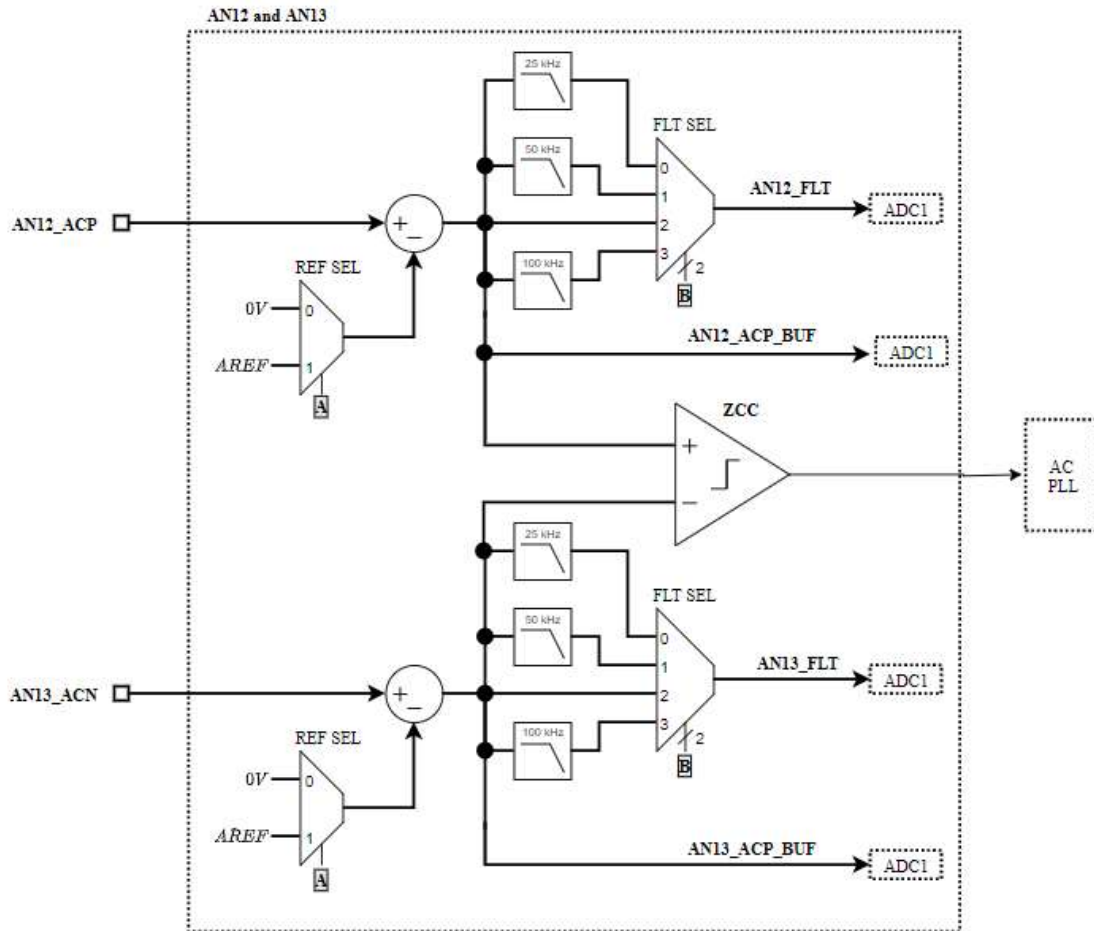 AN12 and AN13
25 kHz
FLT SEL
50 kHz
0
1
AN12_FLT
ADC1
AN12_ACP
+
−
2
REF SEL
100 kHz
3
2
B
0V
0
AREF
1
A
AN12_ACP_BUF
ADC1
ZCC
+
−
AC
PLL
25 kHz
FLT SEL
50 kHz
0
1
AN13_FLT
ADC1
AN13_ACN
+
−
2
REF SEL
100 kHz
3
2
B
0V
0
AREF
1
A
AN13_ACP_BUF
ADC1